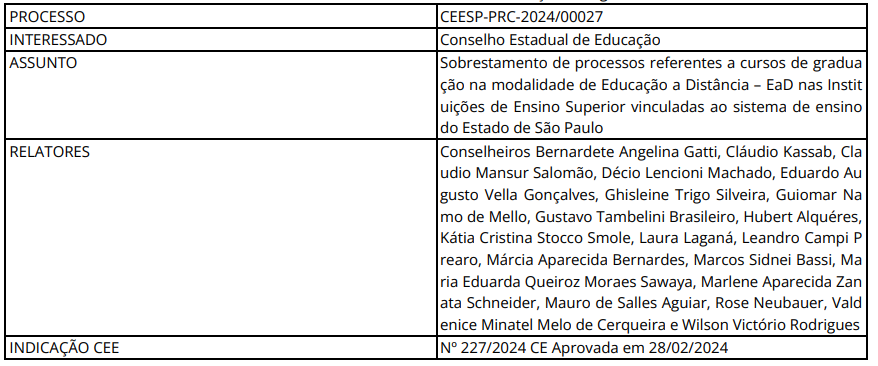 PROCESSO CEESP-PRC-2024/00027
INTERESSADO Conselho Estadual de Educação
ASSUNTO Sobrestamento de processos referentes a cursos de gradua
ção na modalidade de Educação a Distância – EaD nas Instit
uições de Ensino Superior vinculadas ao sistema de ensino
do Estado de São Paulo
RELATORES Conselheiros Bernardete Angelina Gatti, Cláudio Kassab, Cla
udio Mansur Salomão, Décio Lencioni Machado, Eduardo Au
gusto Vella Gonçalves, Ghisleine Trigo Silveira, Guiomar Na
mo de Mello, Gustavo Tambelini Brasileiro, Hubert Alquéres,
Kátia Cristina Stocco Smole, Laura Laganá, Leandro Campi P
rearo, Márcia Aparecida Bernardes, Marcos Sidnei Bassi, Ma
ria Eduarda Queiroz Moraes Sawaya, Marlene Aparecida Zan
ata Schneider, Mauro de Salles Aguiar, Rose Neubauer, Vald
enice Minatel Melo de Cerqueira e Wilson Victório Rodrigues
INDICAÇÃO CEE Nº 227/2024 CE Aprovada em 28/02/2024